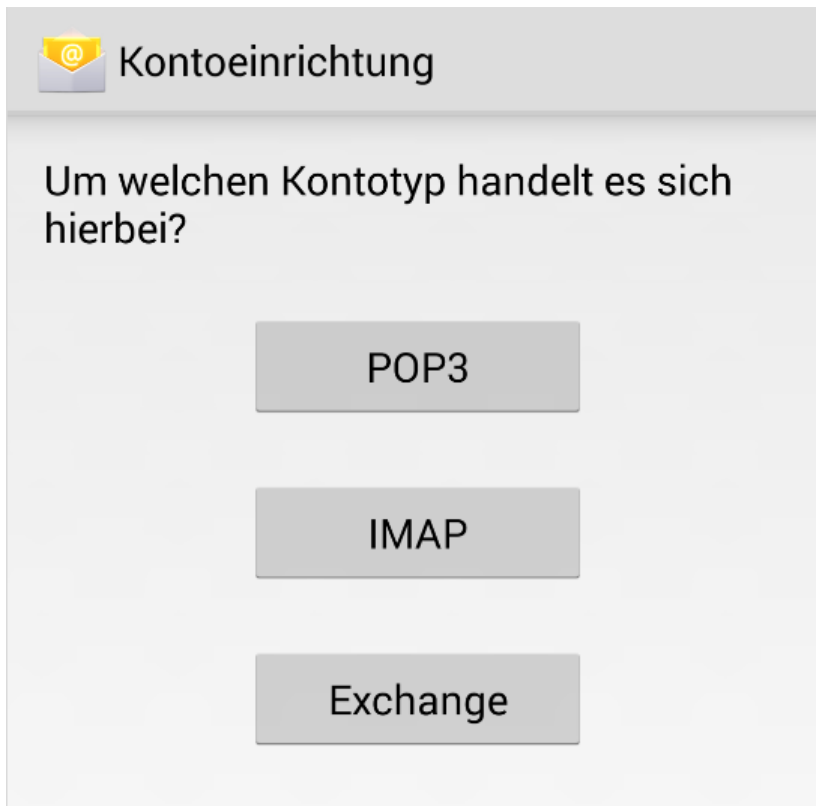 Kontoeinrichtung
Um welchen Kontotyp handelt es sich
hierbei?
POP3
IMAP
Exchange